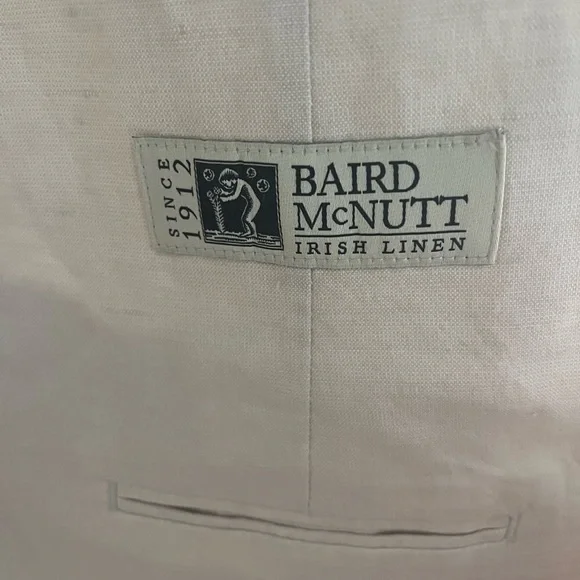 SINCE
1912
BAIRD
McNUTT
IRISH LINEN